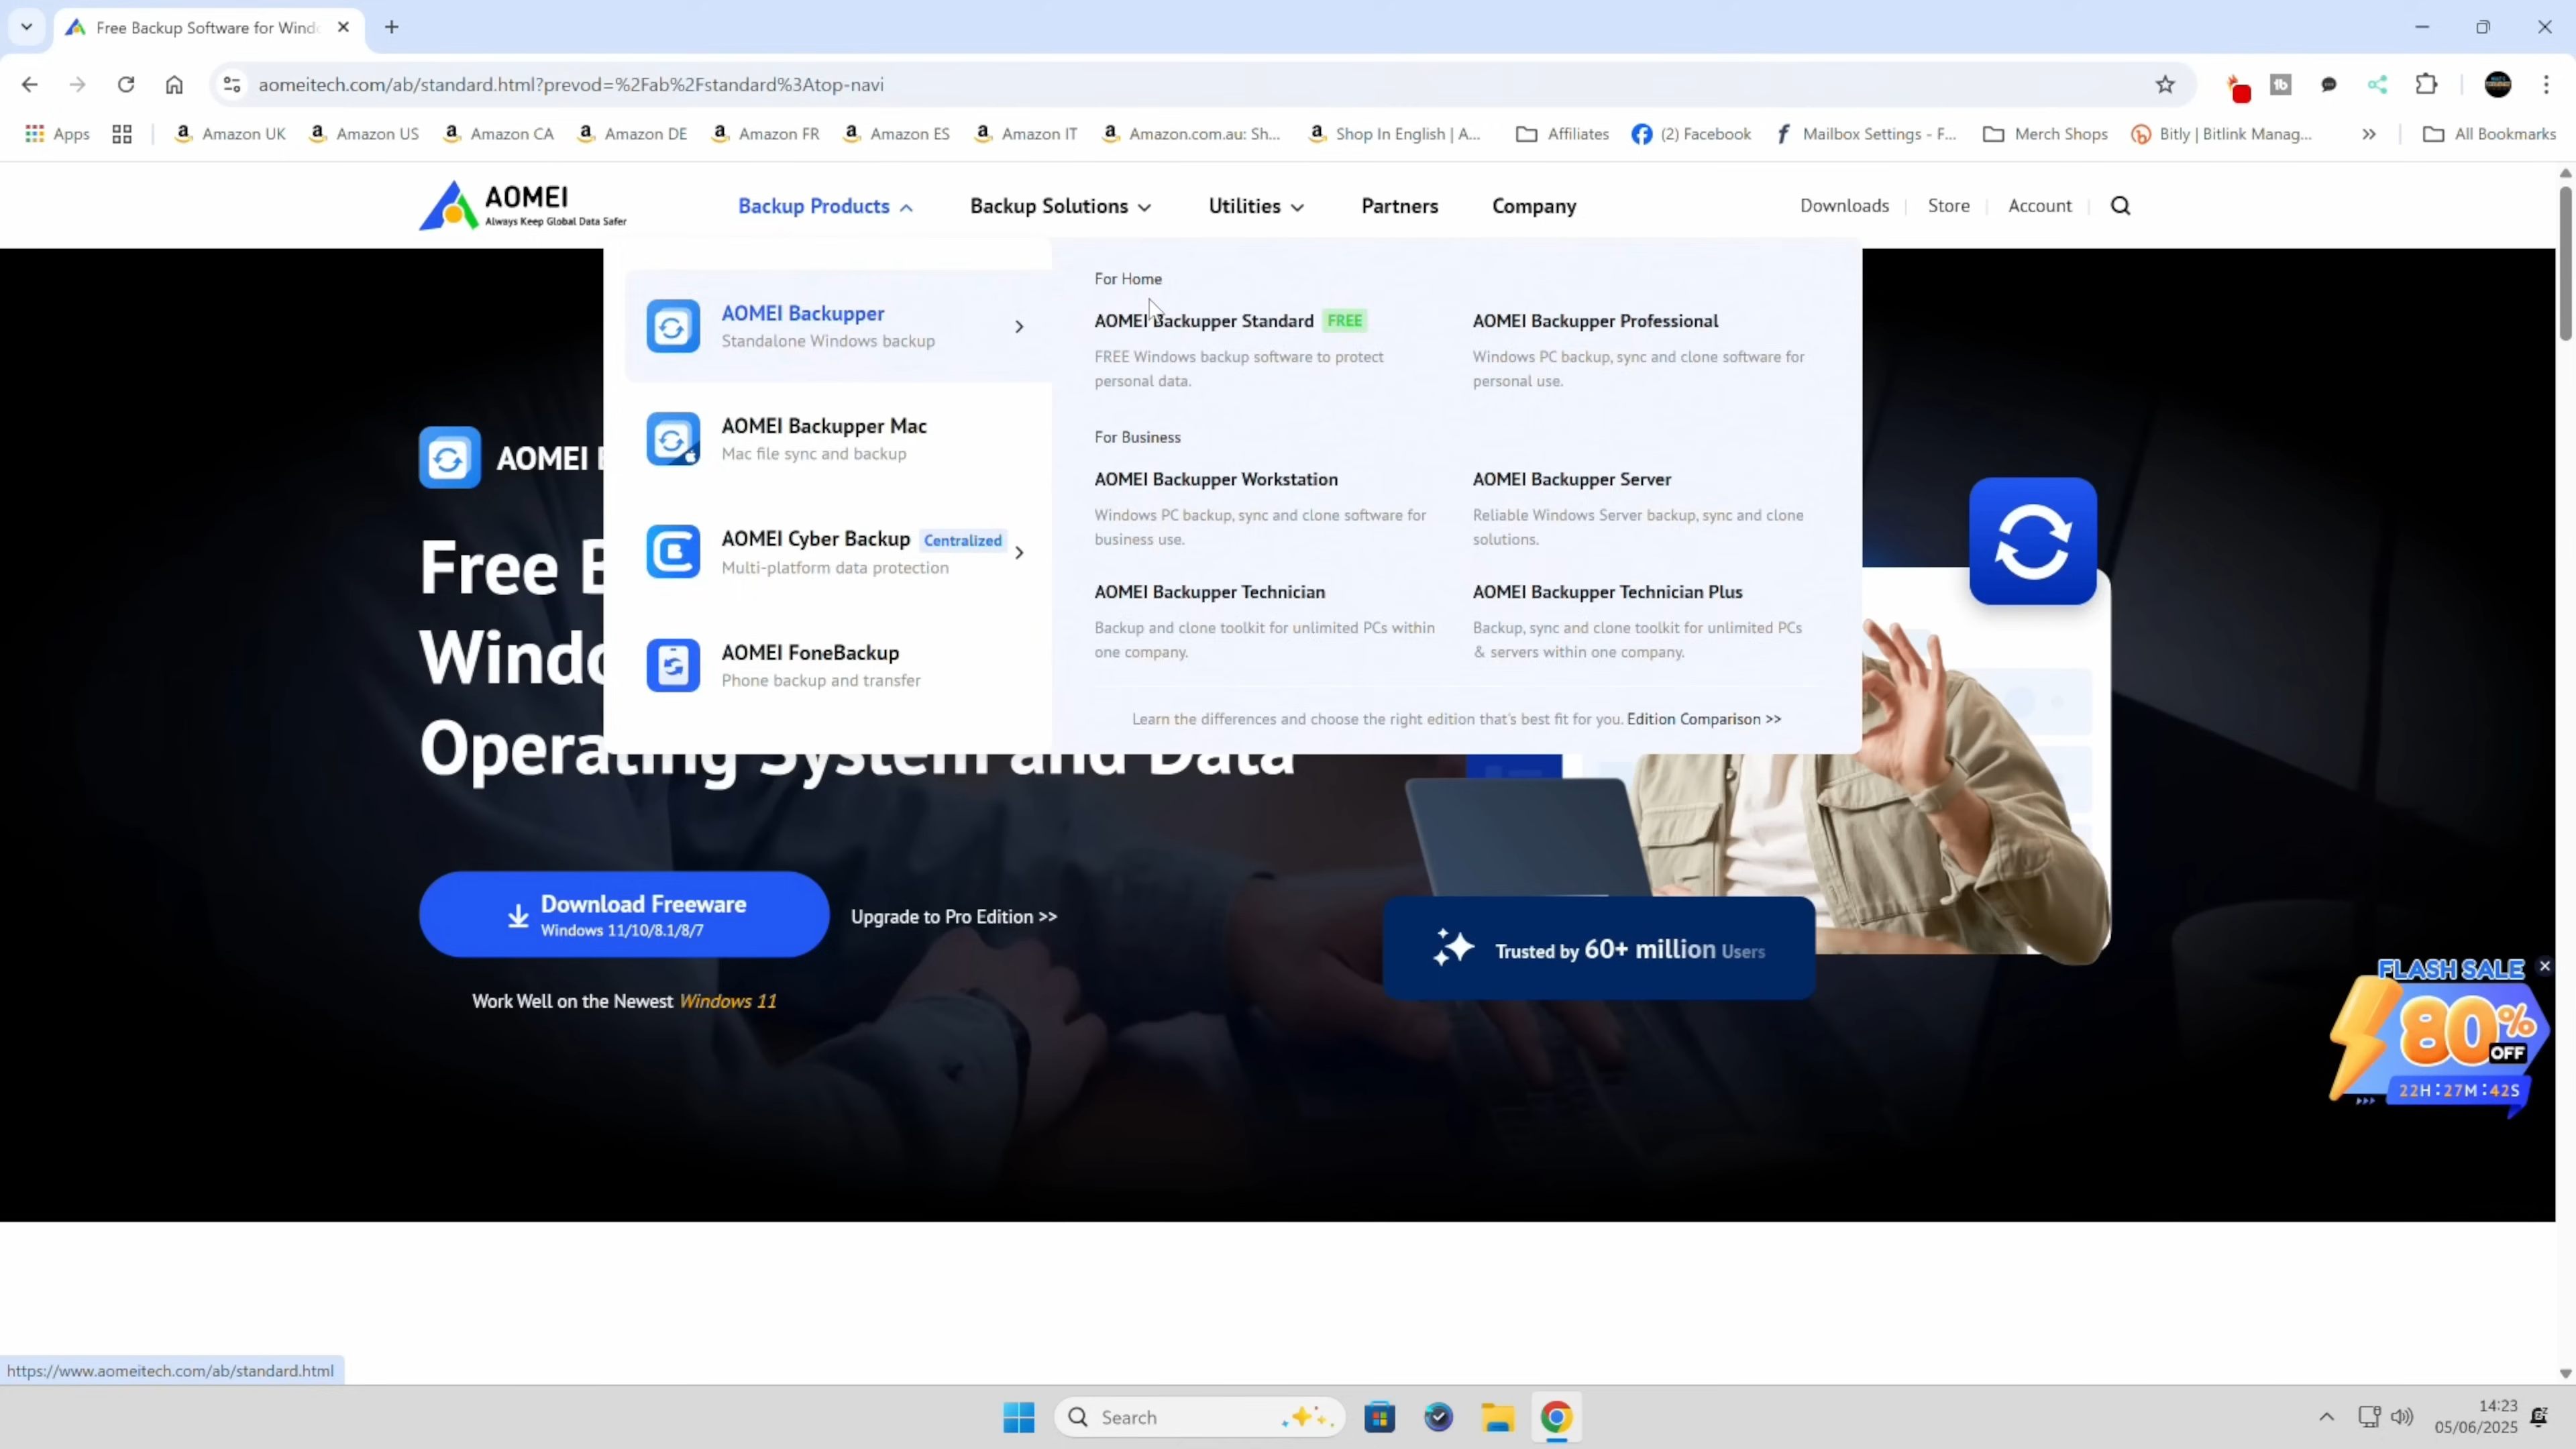 Free Backup Software for Wind
aomeitech.com/ab/standard.html?prevod=%2Fab%2Fstandard%3Atop-navi
Apps
Amazon UK
Amazon US
Amazon CA
Amazon DE
Amazon FR
Amazon ES
Amazon IT
Amazon.com.au: Sh...
Shop In English | A...
Affiliates
(2) Facebook
Mailbox Settings - F...
Merch Shops
Bitly | Bitlink Manag...
All Bookmarks
AOMEI
Always Keep Global Data Safer
Backup Products
Backup Solutions
Utilities
Partners
Company
Downloads
Store
Account
AOMEI Backupper
Standalone Windows backup
AOMEI Backupper Mac
Mac file sync and backup
AOMEI Cyber Backup Centralized
Multi-platform data protection
AOMEI FoneBackup
Phone backup and transfer
For Home
AOMEI Backupper Standard FREE
FREE Windows backup software to protect
personal data.
AOMEI Backupper Professional
Windows PC backup, sync and clone software for
personal use.
For Business
AOMEI Backupper Workstation
Windows PC backup, sync and clone software for
business use.
AOMEI Backupper Server
Reliable Windows Server backup, sync and clone
solutions.
AOMEI Backupper Technician
Backup and clone toolkit for unlimited PCs within
one company.
AOMEI Backupper Technician Plus
Backup, sync and clone toolkit for unlimited PCs
& servers within one company.
Learn the differences and choose the right edition that's best fit for you. Edition Comparison >>
AOMEI
Free
Windo
Operating System and Data
Download Freeware
Windows 11/10/8.1/8/7
Upgrade to Pro Edition >>
Work Well on the Newest Windows 11
Trusted by 60+ million Users
FLASH SALE
80% OFF
22H:27M:42S
https://www.aomeitech.com/ab/standard.html
Search
14:23
05/06/2025